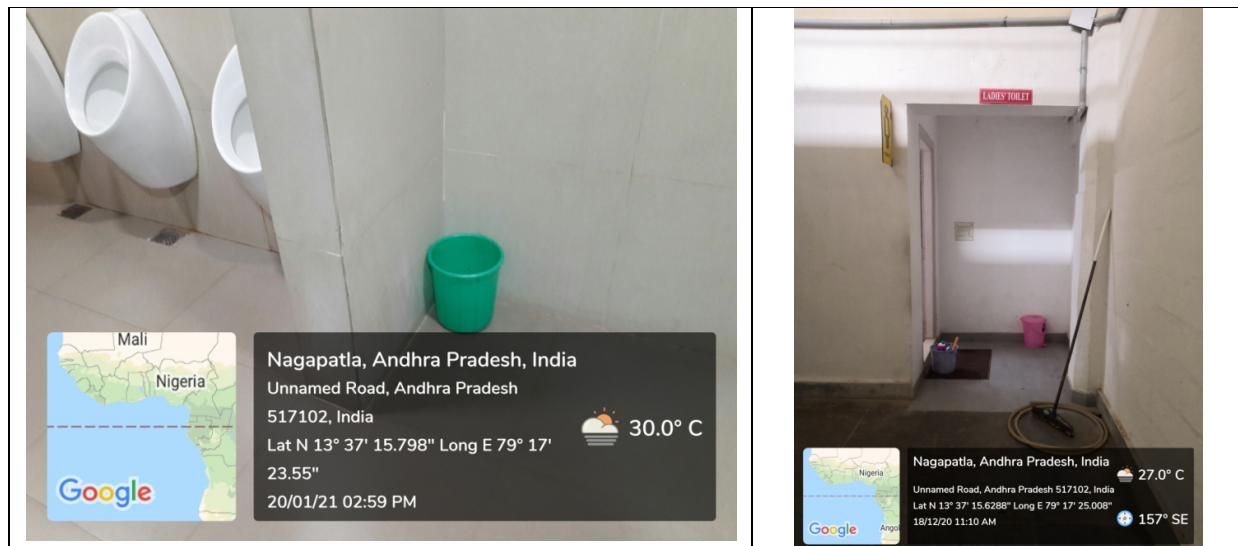 Mali
Nigeria
Google
Nagapatla, Andhra Pradesh, India
Unnamed Road, Andhra Pradesh
517102, India
Lat N 13° 37' 15.798" Long E 79° 17'
23.55"
20/01/21 02:59 PM
30.0° C
LADIES' TOILET
Nigeria
Angol
Google
Nagapatla, Andhra Pradesh, India
Unnamed Road, Andhra Pradesh 517102, India
Lat N 13° 37' 15.6288" Long E 79° 17' 25.008"
18/12/20 11:10 AM
27.0° C
157° SE